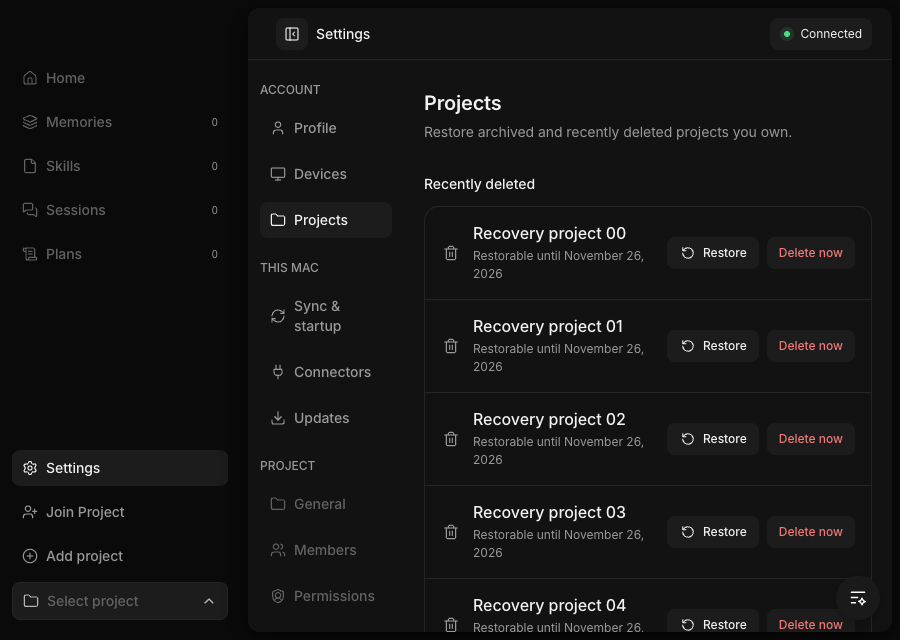 Settings
Connected
Home
Memories 0
Skills 0
Sessions 0
Plans 0
Settings
Join Project
Add project
Select project
ACCOUNT
Profile
Devices
Projects
THIS MAC
Sync &
startup
Connectors
Updates
PROJECT
General
Members
Permissions
Projects
Restore archived and recently deleted projects you own.
Recently deleted
Recovery project 00
Restorable until November 26,
2026
Restore
Delete now
Recovery project 01
Restorable until November 26,
2026
Restore
Delete now
Recovery project 02
Restorable until November 26,
2026
Restore
Delete now
Recovery project 03
Restorable until November 26,
2026
Restore
Delete now
Recovery project 04
Restorable until November 26,
Restore
Delete now